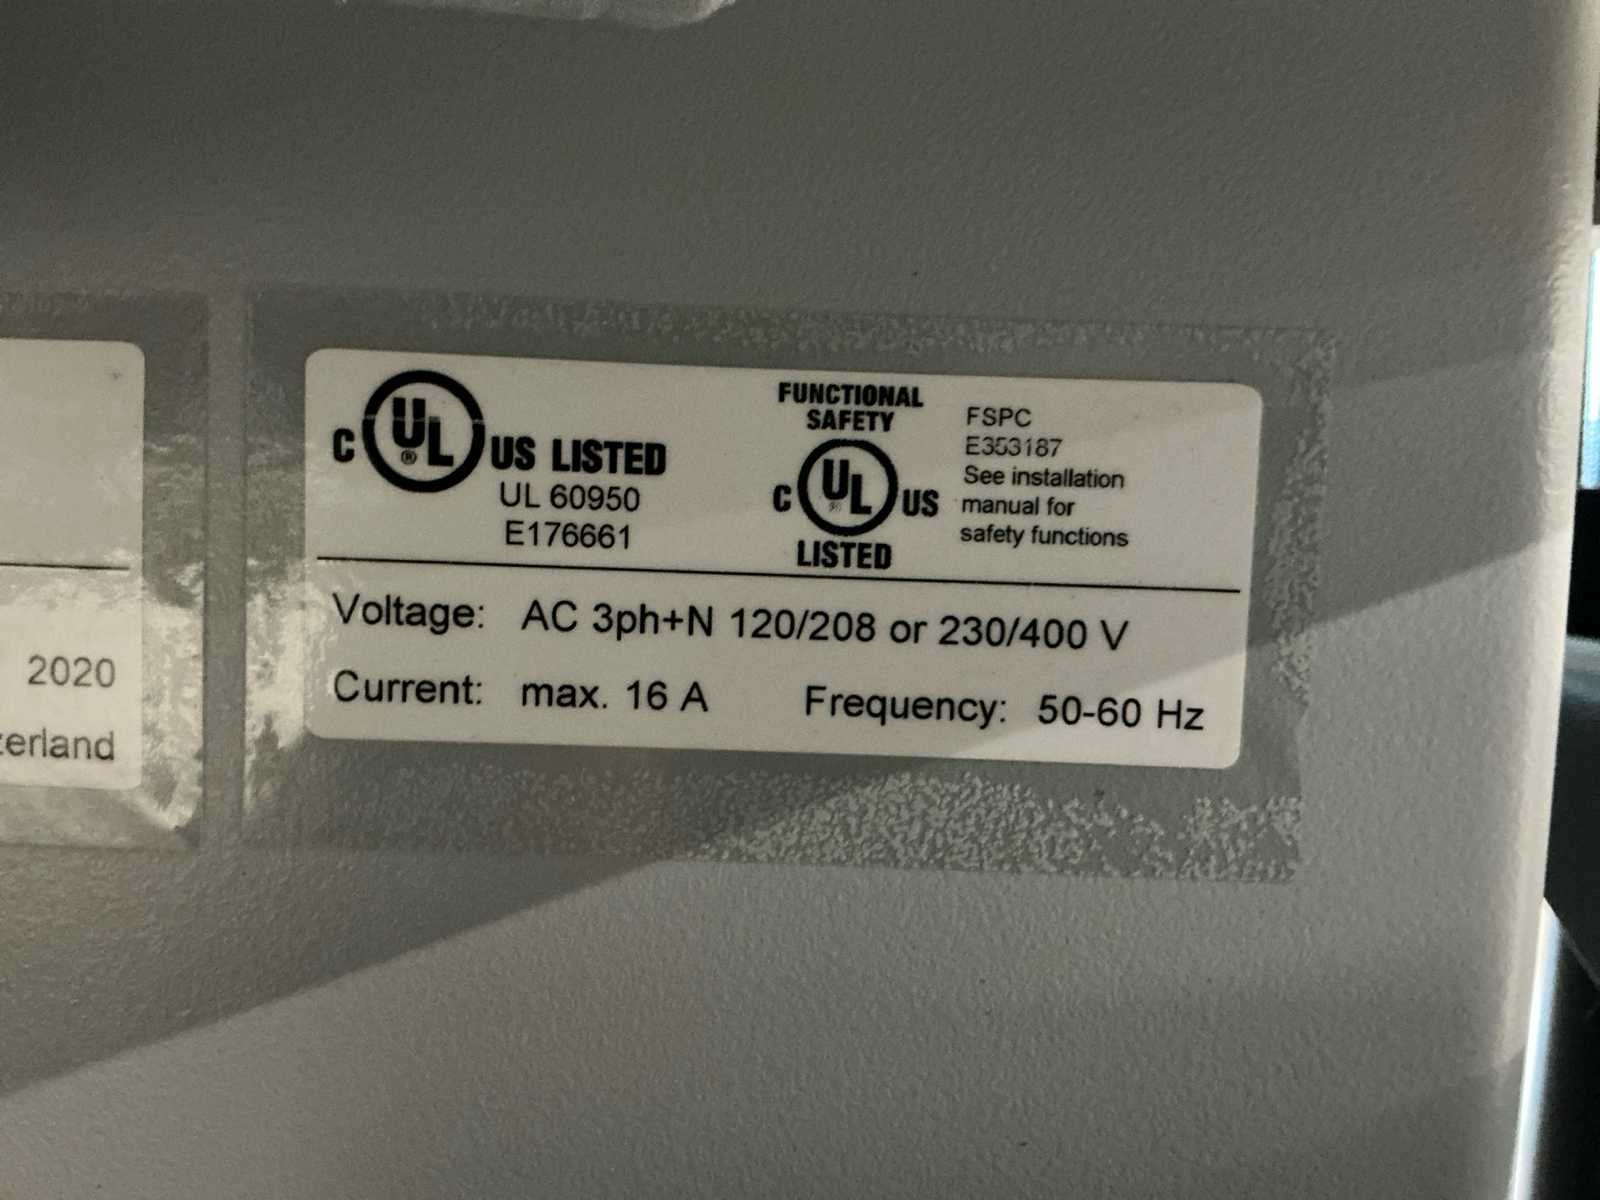 C UL ® US LISTED
UL 60950
E176661
FUNCTIONAL
SAFETY
C UL US
LISTED
FSPC
E353187
See installation
manual for
safety functions
Voltage: AC 3ph+N 120/208 or 230/400 V
Current: max. 16 A Frequency: 50-60 Hz
2020
zerland